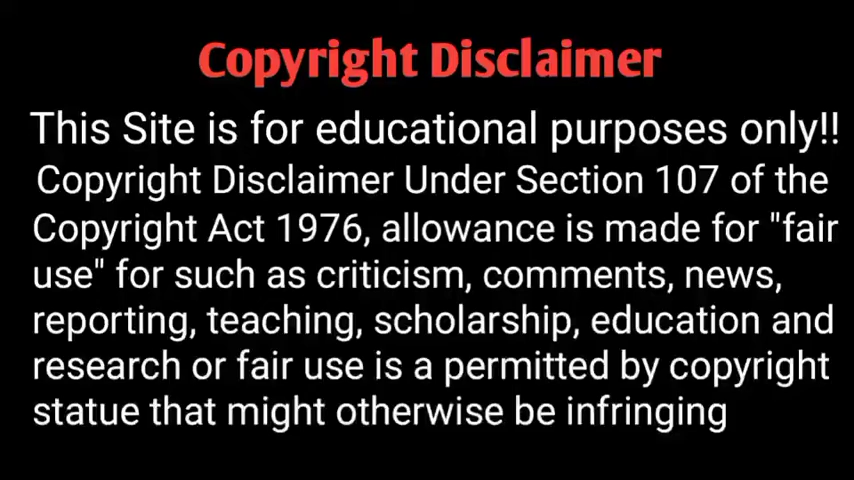 Copyright Disclaimer
This Site is for educational purposes only!!
Copyright Disclaimer Under Section 107 of the
Copyright Act 1976, allowance is made for "fair
use" for such as criticism, comments, news,
reporting, teaching, scholarship, education and
research or fair use is a permitted by copyright
statue that might otherwise be infringing